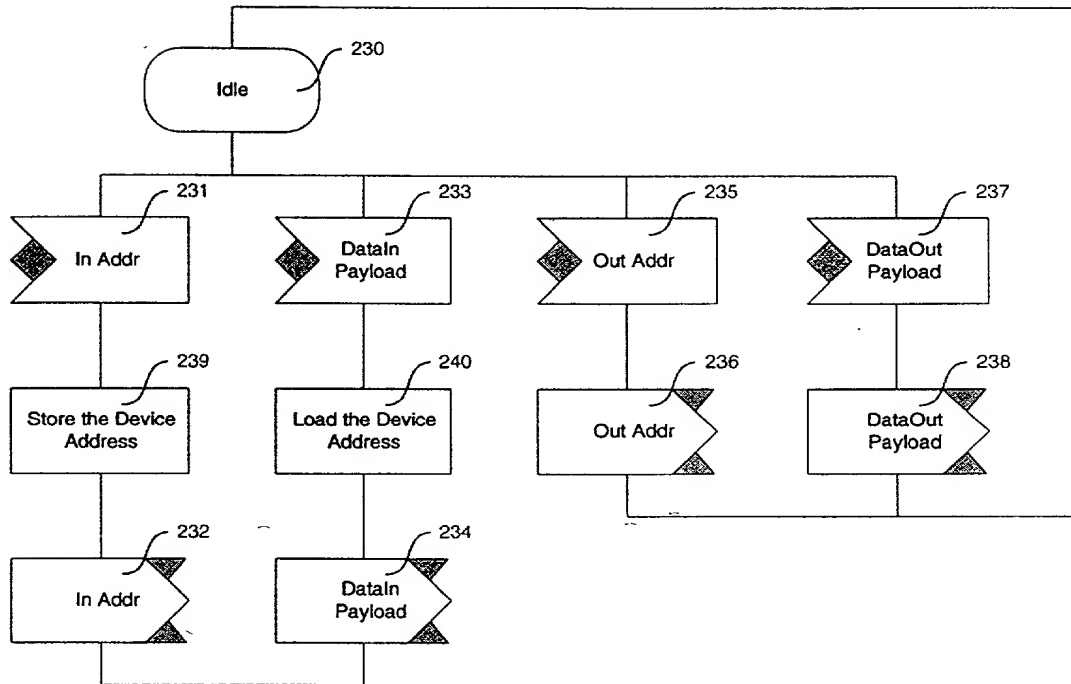 230
Idle
231
233
235
237
In Addr
DataIn
Payload
Out Addr
DataOut
Payload
239
240
236
238
Store the Device
Address
Load the Device
Address
Out Addr
DataOut
Payload
232
234
In Addr
DataIn
Payload